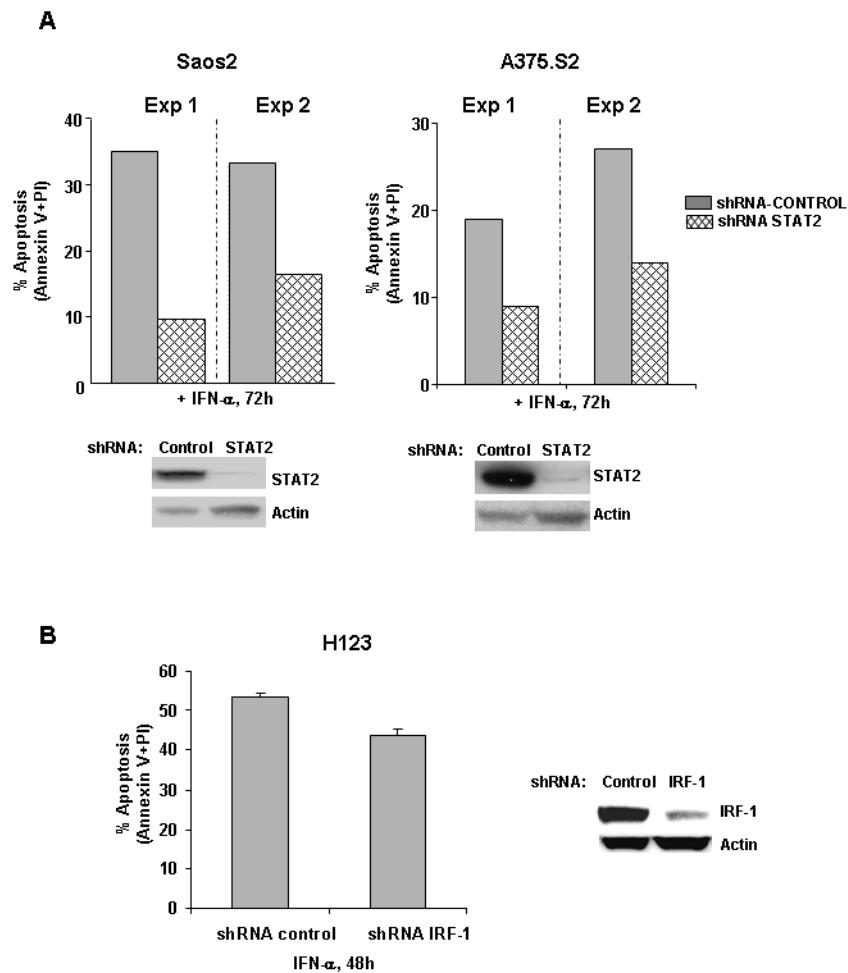 A
Saos2
Exp 1 Exp 2
40
30
20
10
0
% Apoptosis
(Annexin V+PI)
+ IFN-α, 72h
A375.S2
Exp 1 Exp 2
30
20
10
0
% Apoptosis
(Annexin V+PI)
+ IFN-α, 72h
shRNA-CONTROL
shRNA STAT2
shRNA: Control STAT2
STAT2
Actin
shRNA: Control STAT2
STAT2
Actin
B
H123
60
50
40
30
20
10
0
% Apoptosis
(Annexin V+PI)
shRNA control shRNA IRF-1
IFN-α, 48h
shRNA: Control IRF-1
IRF-1
Actin